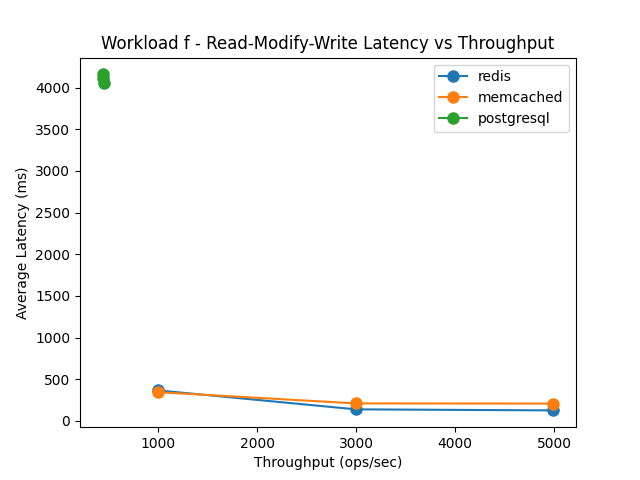 Workload f - Read-Modify-Write Latency vs Throughput
redis
memcached
postgresql
Average Latency (ms)
4000
3500
3000
2500
2000
1500
1000
500
0
1000
2000
3000
4000
5000
Throughput (ops/sec)